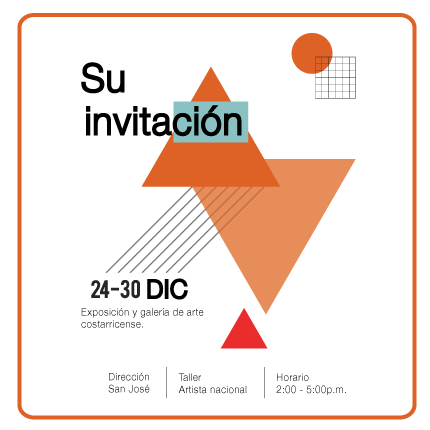 Su
invitación
24-30 DIC
Exposición y galería de arte
costarricense.
Dirección
San José
Taller
Artista nacional
Horario
2:00 - 5:00p.m.